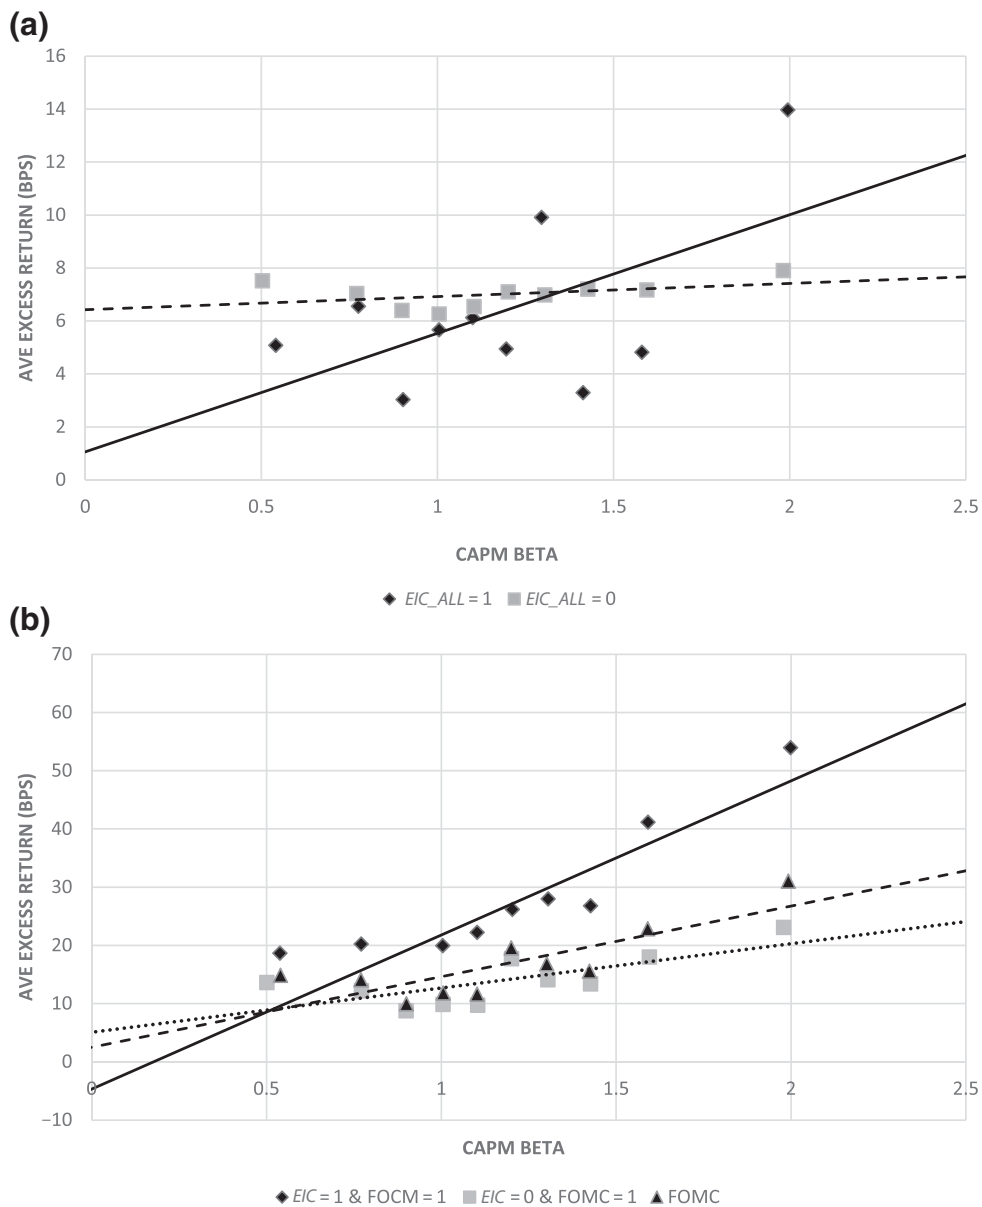 (a)
16
14
12
10
8
6
4
2
0
AVE EXCESS RETURN (BPS)
0 0.5 1 1.5 2 2.5
CAPM BETA
EIC_ALL = 1 EIC_ALL = 0
(b)
70
60
50
40
30
20
10
0
−10
AVE EXCESS RETURN (BPS)
0 0.5 1 1.5 2 2.5
CAPM BETA
EIC = 1 & FOCM = 1 EIC = 0 & FOMC = 1 FOMC